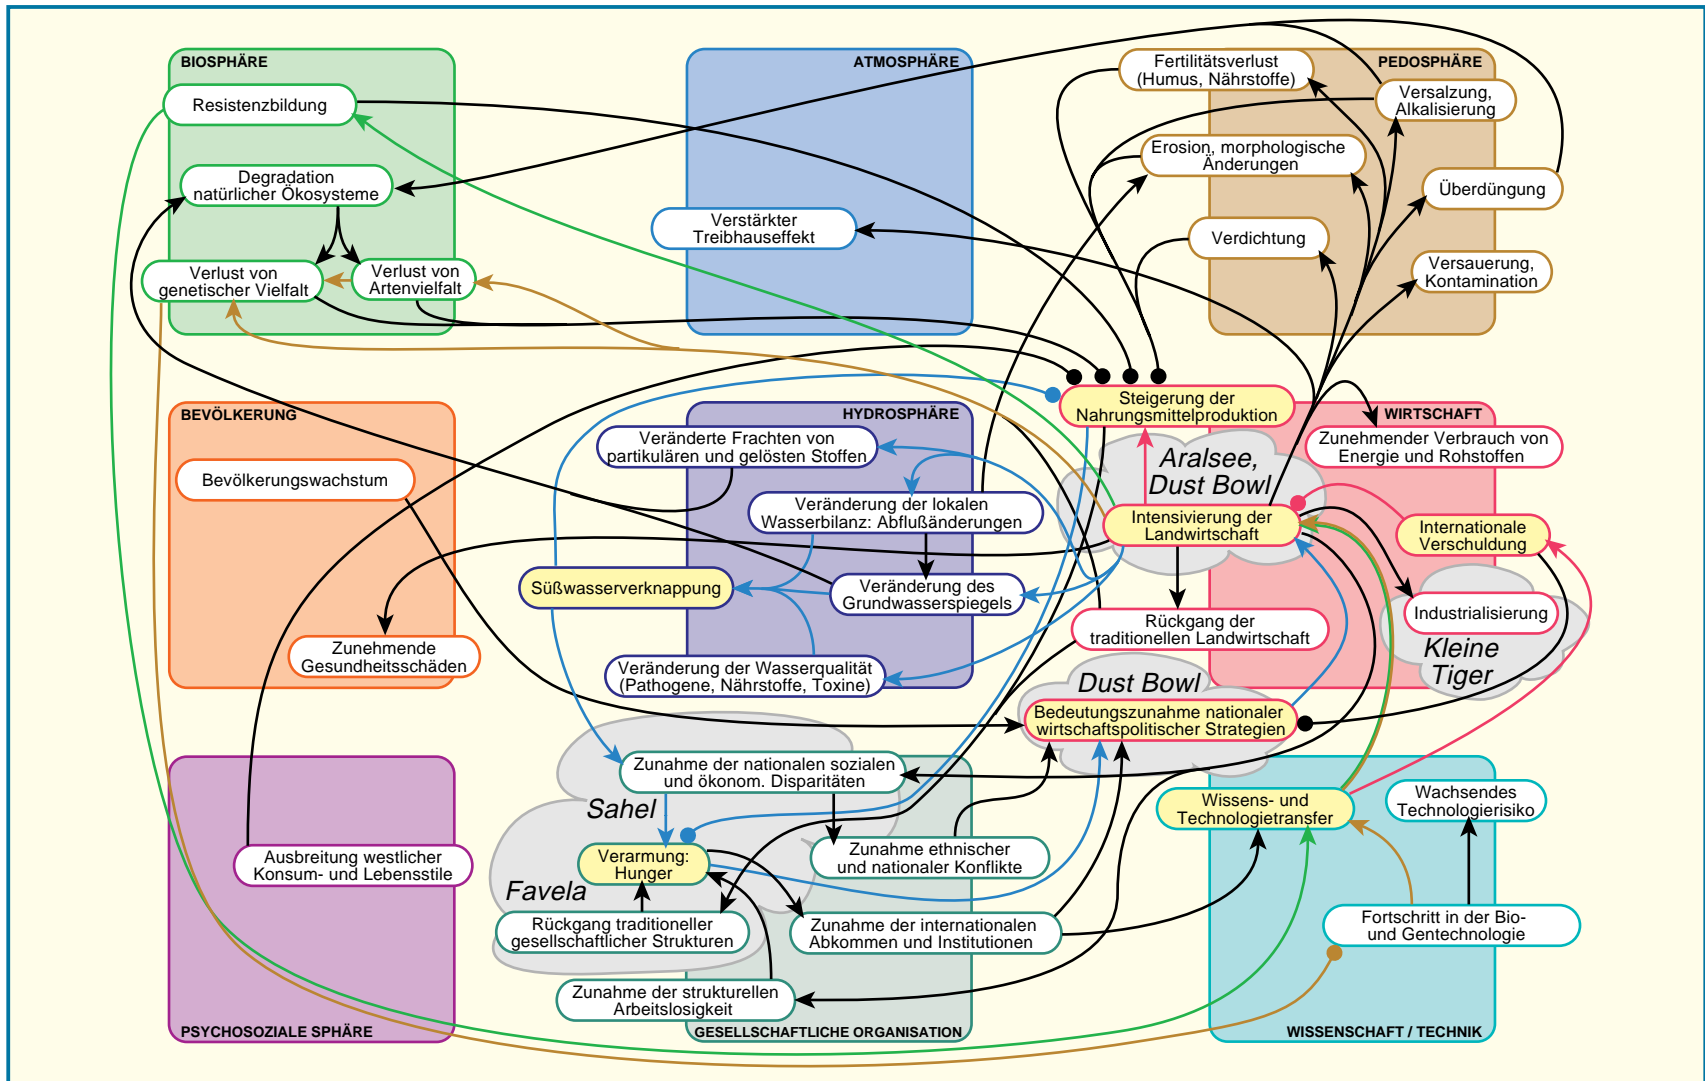 BIOSPHÄRE
Resistenzbildung
Degradation
natürlicher Ökosysteme
Verlust von
genetischer Vielfalt
Verlust von
Artenvielfalt
ATMOSPHÄRE
Verstärkter
Treibhauseffekt
PEDOSPHÄRE
Fertilitätsverlust
(Humus, Nährstoffe)
Versalzung,
Alkalisierung
Erosion, morphologische
Änderungen
Überdüngung
Verdichtung
Versauerung,
Kontamination
BEVÖLKERUNG
Bevölkerungswachstum
Zunehmende
Gesundheitsschäden
HYDROSPHÄRE
Veränderte Frachten von
partikulären und gelösten Stoffen
Veränderung der lokalen
Wasserbilanz: Abflußänderungen
Süßwasserverknappung
Veränderung des
Grundwasserspiegels
Veränderung der Wasserqualität
(Pathogene, Nährstoffe, Toxine)
WIRTSCHAFT
Steigerung der
Nahrungsmittelproduktion
Zunehmender Verbrauch von
Energie und Rohstoffen
Aralsee,
Dust Bowl
Intensivierung der
Landwirtschaft
Internationale
Verschuldung
Industrialisierung
Kleine
Tiger
Rückgang der
traditionellen Landwirtschaft
Dust Bowl
Bedeutungszunahme nationaler
wirtschaftspolitischer Strategien
PSYCHOSOZIALE SPHÄRE
Ausbreitung westlicher
Konsum- und Lebensstile
GESELLSCHAFTLICHE ORGANISATION
Zunahme der nationalen sozialen
und ökonom. Disparitäten
Sahel
Verarmung:
Hunger
Zunahme ethnischer
und nationaler Konflikte
Favela
Rückgang traditioneller
gesellschaftlicher Strukturen
Zunahme der internationalen
Abkommen und Institutionen
Zunahme der strukturellen
Arbeitslosigkeit
WISSENSCHAFT / TECHNIK
Wissens- und
Technologietransfer
Wachsendes
Technologierisiko
Fortschritt in der Bio-
und Gentechnologie